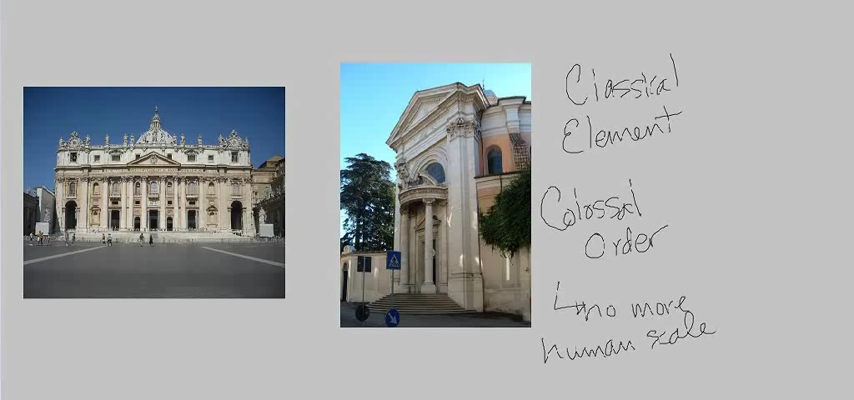 Classical
Element
Colossal
Order
↳ no more
human scale